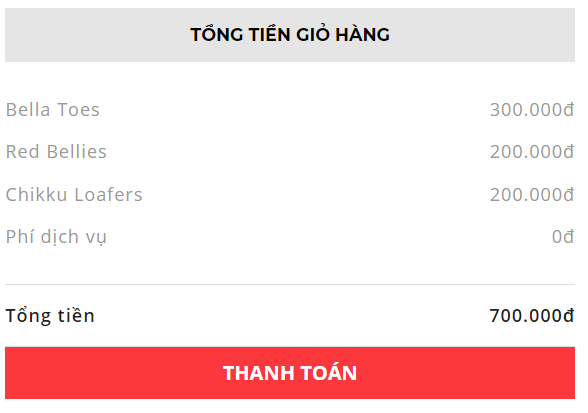 TỔNG TIỀN GIỎ HÀNG
Bella Toes 300.000đ
Red Bellies 200.000đ
Chikku Loafers 200.000đ
Phí dịch vụ 0đ
Tổng tiền 700.000đ
THANH TOÁN